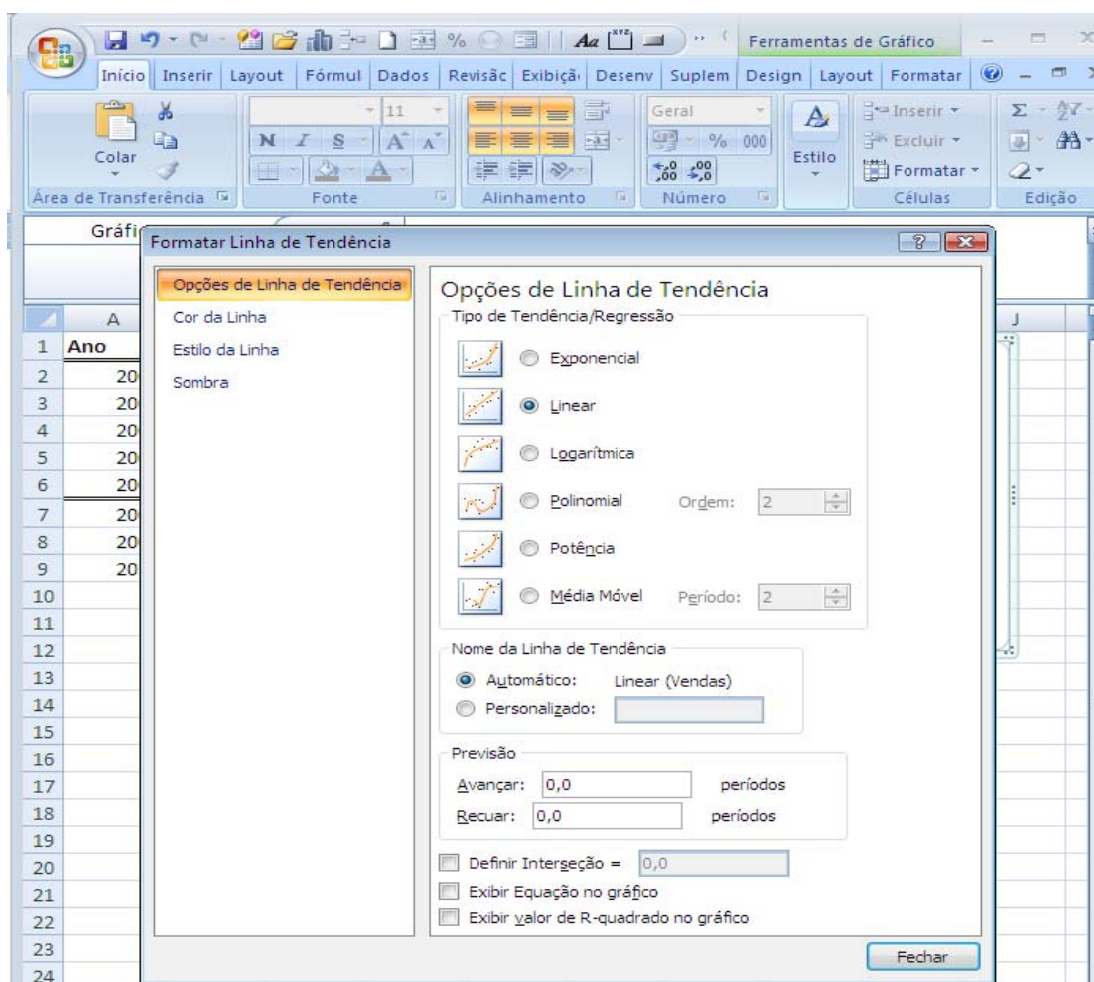 Aa XYZ Ferramentas de Gráfico
Início Inserir Layout Fórmul Dados Revisão Exibiçã Desenv Suplem Design Layout Formatar
Colar
11
N I S A A
Geral
% 000
Estilo
Inserir
Excluir
Formatar
Área de Transferência Fonte Alinhamento Número Células Edição
Gráfi
Formatar Linha de Tendência
Opções de Linha de Tendência
Cor da Linha
Estilo da Linha
Sombra
Opções de Linha de Tendência
Tipo de Tendência/Regressão
Exponencial
Linear
Logarítmica
Polinomial Ordem: 2
Potência
Média Móvel Período: 2
Nome da Linha de Tendência
Automático: Linear (Vendas)
Personalizado:
Previsão
Avançar: 0,0 períodos
Recuar: 0,0 períodos
Definir Interseção = 0,0
Exibir Equação no gráfico
Exibir valor de R-quadrado no gráfico
Fechar
A J
1 Ano
2 20
3 20
4 20
5 20
6 20
7 20
8 20
9 20
10
11
12
13
14
15
16
17
18
19
20
21
22
23
24